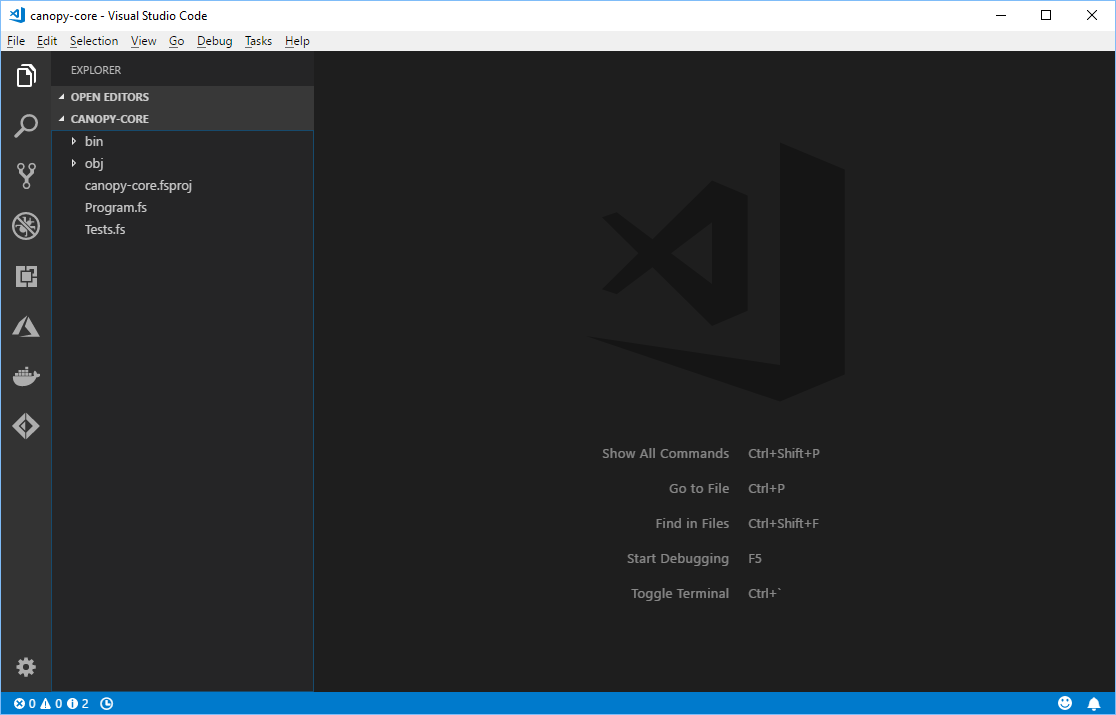 canopy-core - Visual Studio Code
File Edit Selection View Go Debug Tasks Help
EXPLORER
OPEN EDITORS
CANOPY-CORE
bin
obj
canopy-core.fsproj
Program.fs
Tests.fs
Show All Commands Ctrl+Shift+P
Go to File Ctrl+P
Find in Files Ctrl+Shift+F
Start Debugging F5
Toggle Terminal Ctrl+`
0 0 2